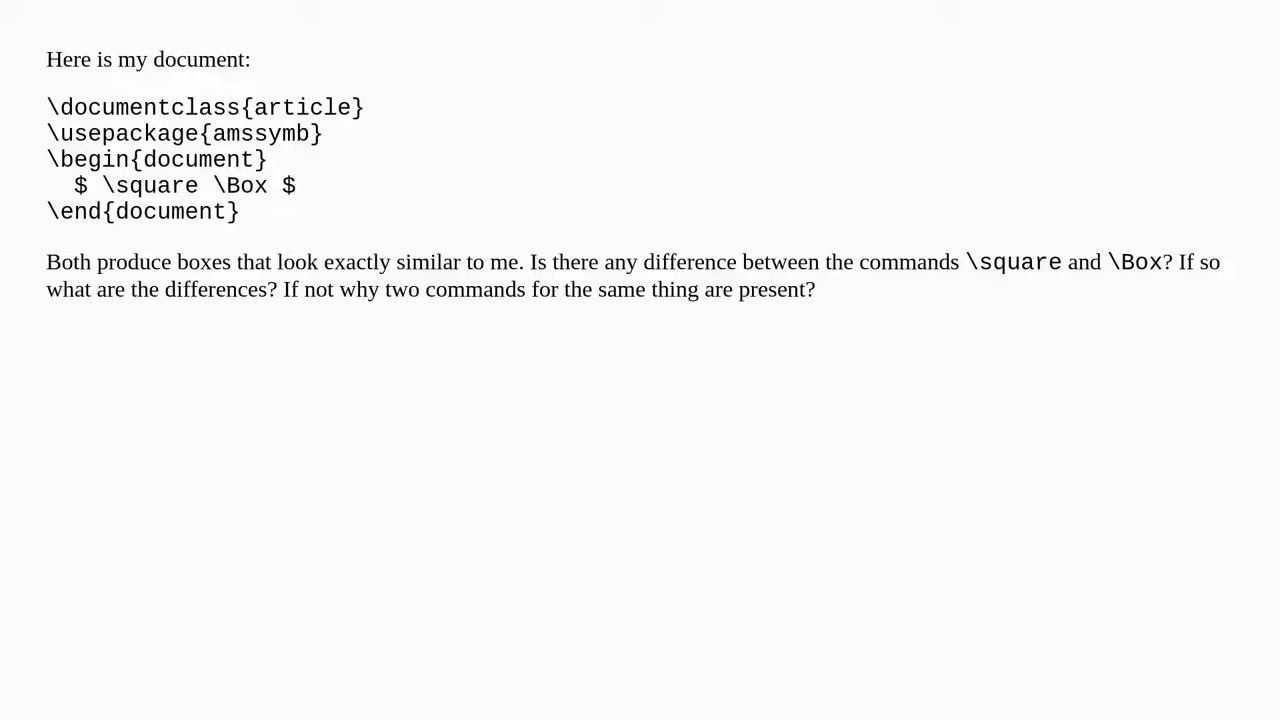 Here is my document:
\documentclass{article}
\usepackage{amssymb}
\begin{document}
  $ \square \Box $
\end{document}
Both produce boxes that look exactly similar to me. Is there any difference between the commands \square and \Box? If so
what are the differences? If not why two commands for the same thing are present?